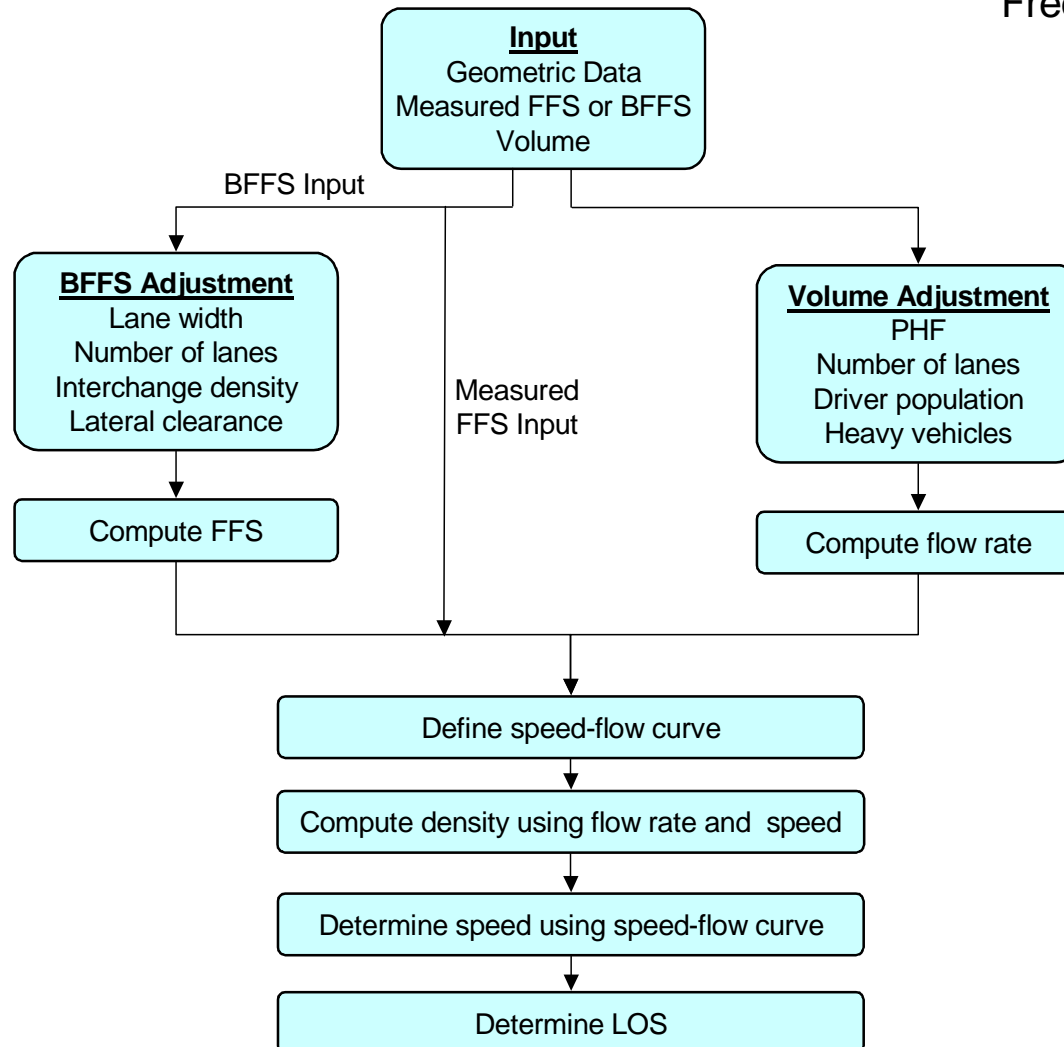 Free
Input
Geometric Data
Measured FFS or BFFS
Volume
BFFS Input
BFFS Adjustment
Lane width
Number of lanes
Interchange density
Lateral clearance
Measured
FFS Input
Volume Adjustment
PHF
Number of lanes
Driver population
Heavy vehicles
Compute FFS
Compute flow rate
Define speed-flow curve
Compute density using flow rate and speed
Determine speed using speed-flow curve
Determine LOS